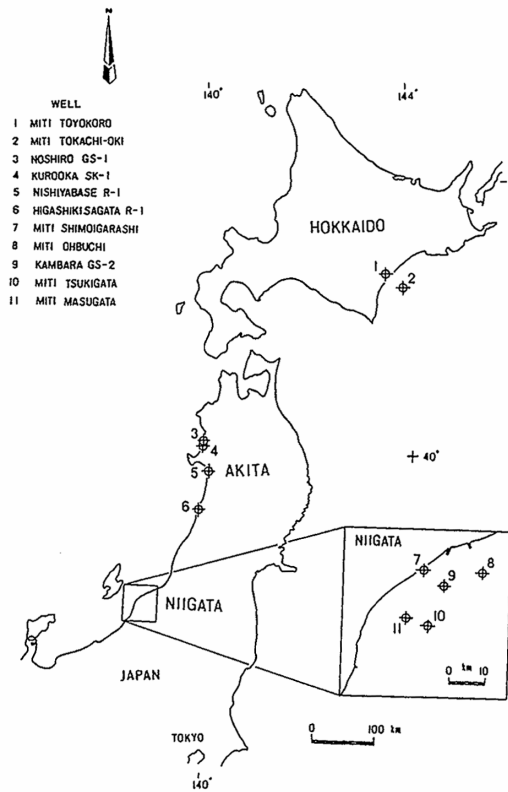 N
140°
144°
WELL
1 MITI TOYOKORO
2 MITI TOKACHI-OKI
3 NOSHIRO GS-1
4 KUROOKA SK-1
5 NISHIYABASE R-1
6 HIGASHIKISAGATA R-1
7 MITI SHIMOIGARASHI
8 MITI OHBUCHI
9 KAMBARA GS-2
10 MITI TSUKIGATA
11 MITI MASUGATA
HOKKAIDO
1
2
3
4
AKITA
40°
5
6
NIIGATA
7
8
9
NIIGATA
11
10
0 km 10
JAPAN
0 100 km
TOKYO
140°